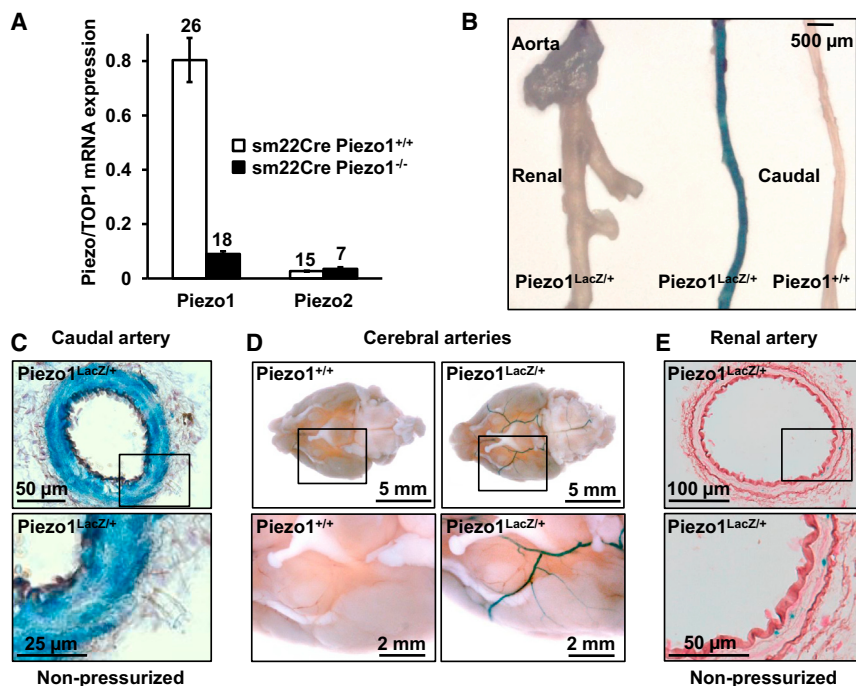 A
26
0.8
0.6
0.4
0.2
0
Piezo/TOP1 mRNA expression
sm22Cre Piezo1+/+
sm22Cre Piezo1-/-
18
15
7
Piezo1 Piezo2
B
Aorta
500 µm
Renal
Caudal
Piezo1LacZ/+ Piezo1LacZ/+ Piezo1+/+
C Caudal artery
Piezo1LacZ/+
50 µm
Piezo1LacZ/+
25 µm
Non-pressurized
D Cerebral arteries
Piezo1+/+ Piezo1LacZ/+
5 mm 5 mm
Piezo1+/+ Piezo1LacZ/+
2 mm 2 mm
E Renal artery
Piezo1LacZ/+
100 µm
Piezo1LacZ/+
50 µm
Non-pressurized